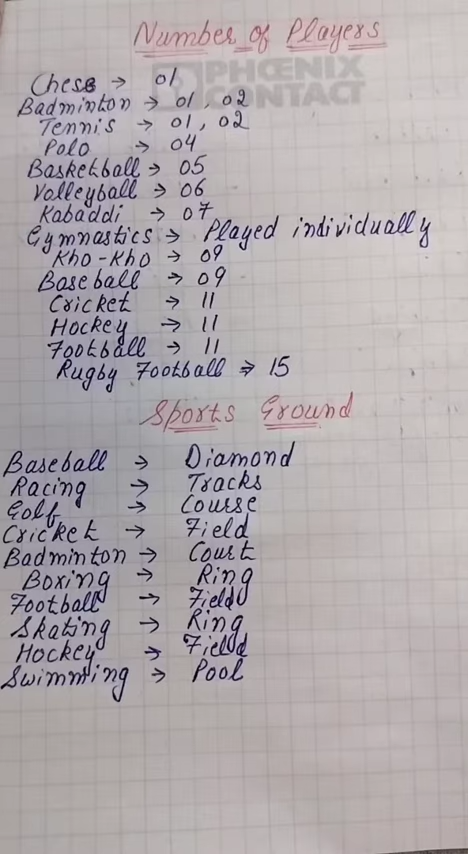 Number of Players
PHOENIX
CONTACT
Chess → 01
Badminton → 01, 02
Tennis → 01, 02
Polo → 04
Basketball → 05
Volleyball → 06
Kabaddi → 07
Gymnastics → Played individually
Kho-Kho → 09
Baseball → 09
Cricket → 11
Hockey → 11
Football → 11
Rugby Football → 15
Sports Ground
Baseball → Diamond
Racing → Tracks
Golf → Course
Cricket → Field
Badminton → Court
Boxing → Ring
Football → Field
Skating → Ring
Hockey → Field
Swimming → Pool